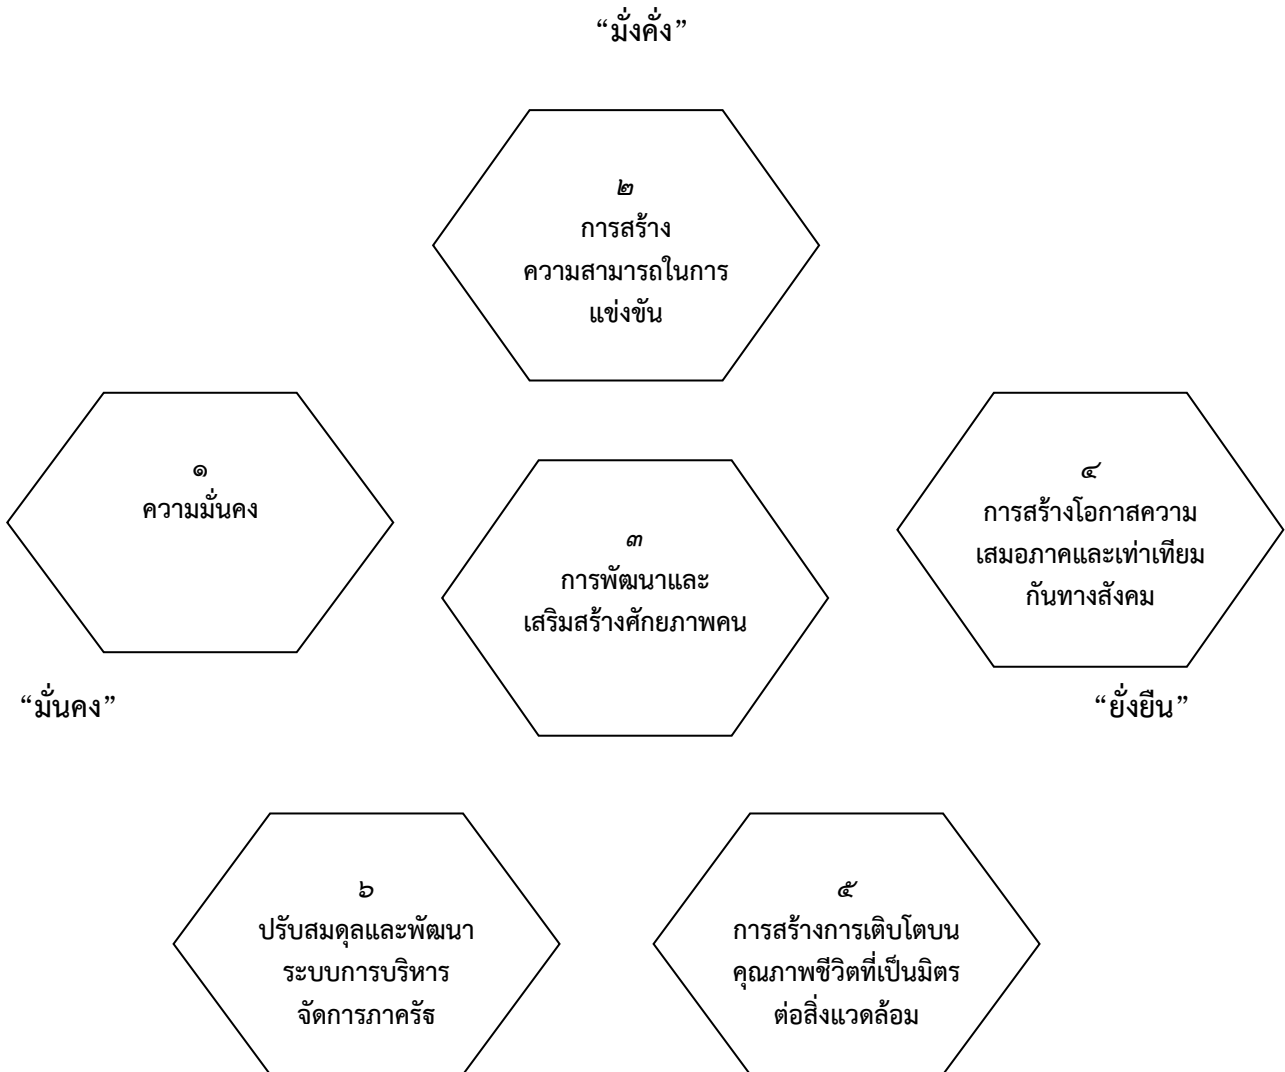 “มั่งคั่ง”
๒
การสร้าง
ความสามารถในการ
แข่งขัน
๑
ความมั่นคง
๓
การพัฒนาและ
เสริมสร้างศักยภาพคน
๔
การสร้างโอกาสความ
เสมอภาคและเท่าเทียม
กันทางสังคม
“มั่นคง”
“ยั่งยืน”
๖
ปรับสมดุลและพัฒนา
ระบบการบริหาร
จัดการภาครัฐ
๕
การสร้างการเติบโตบน
คุณภาพชีวิตที่เป็นมิตร
ต่อสิ่งแวดล้อม